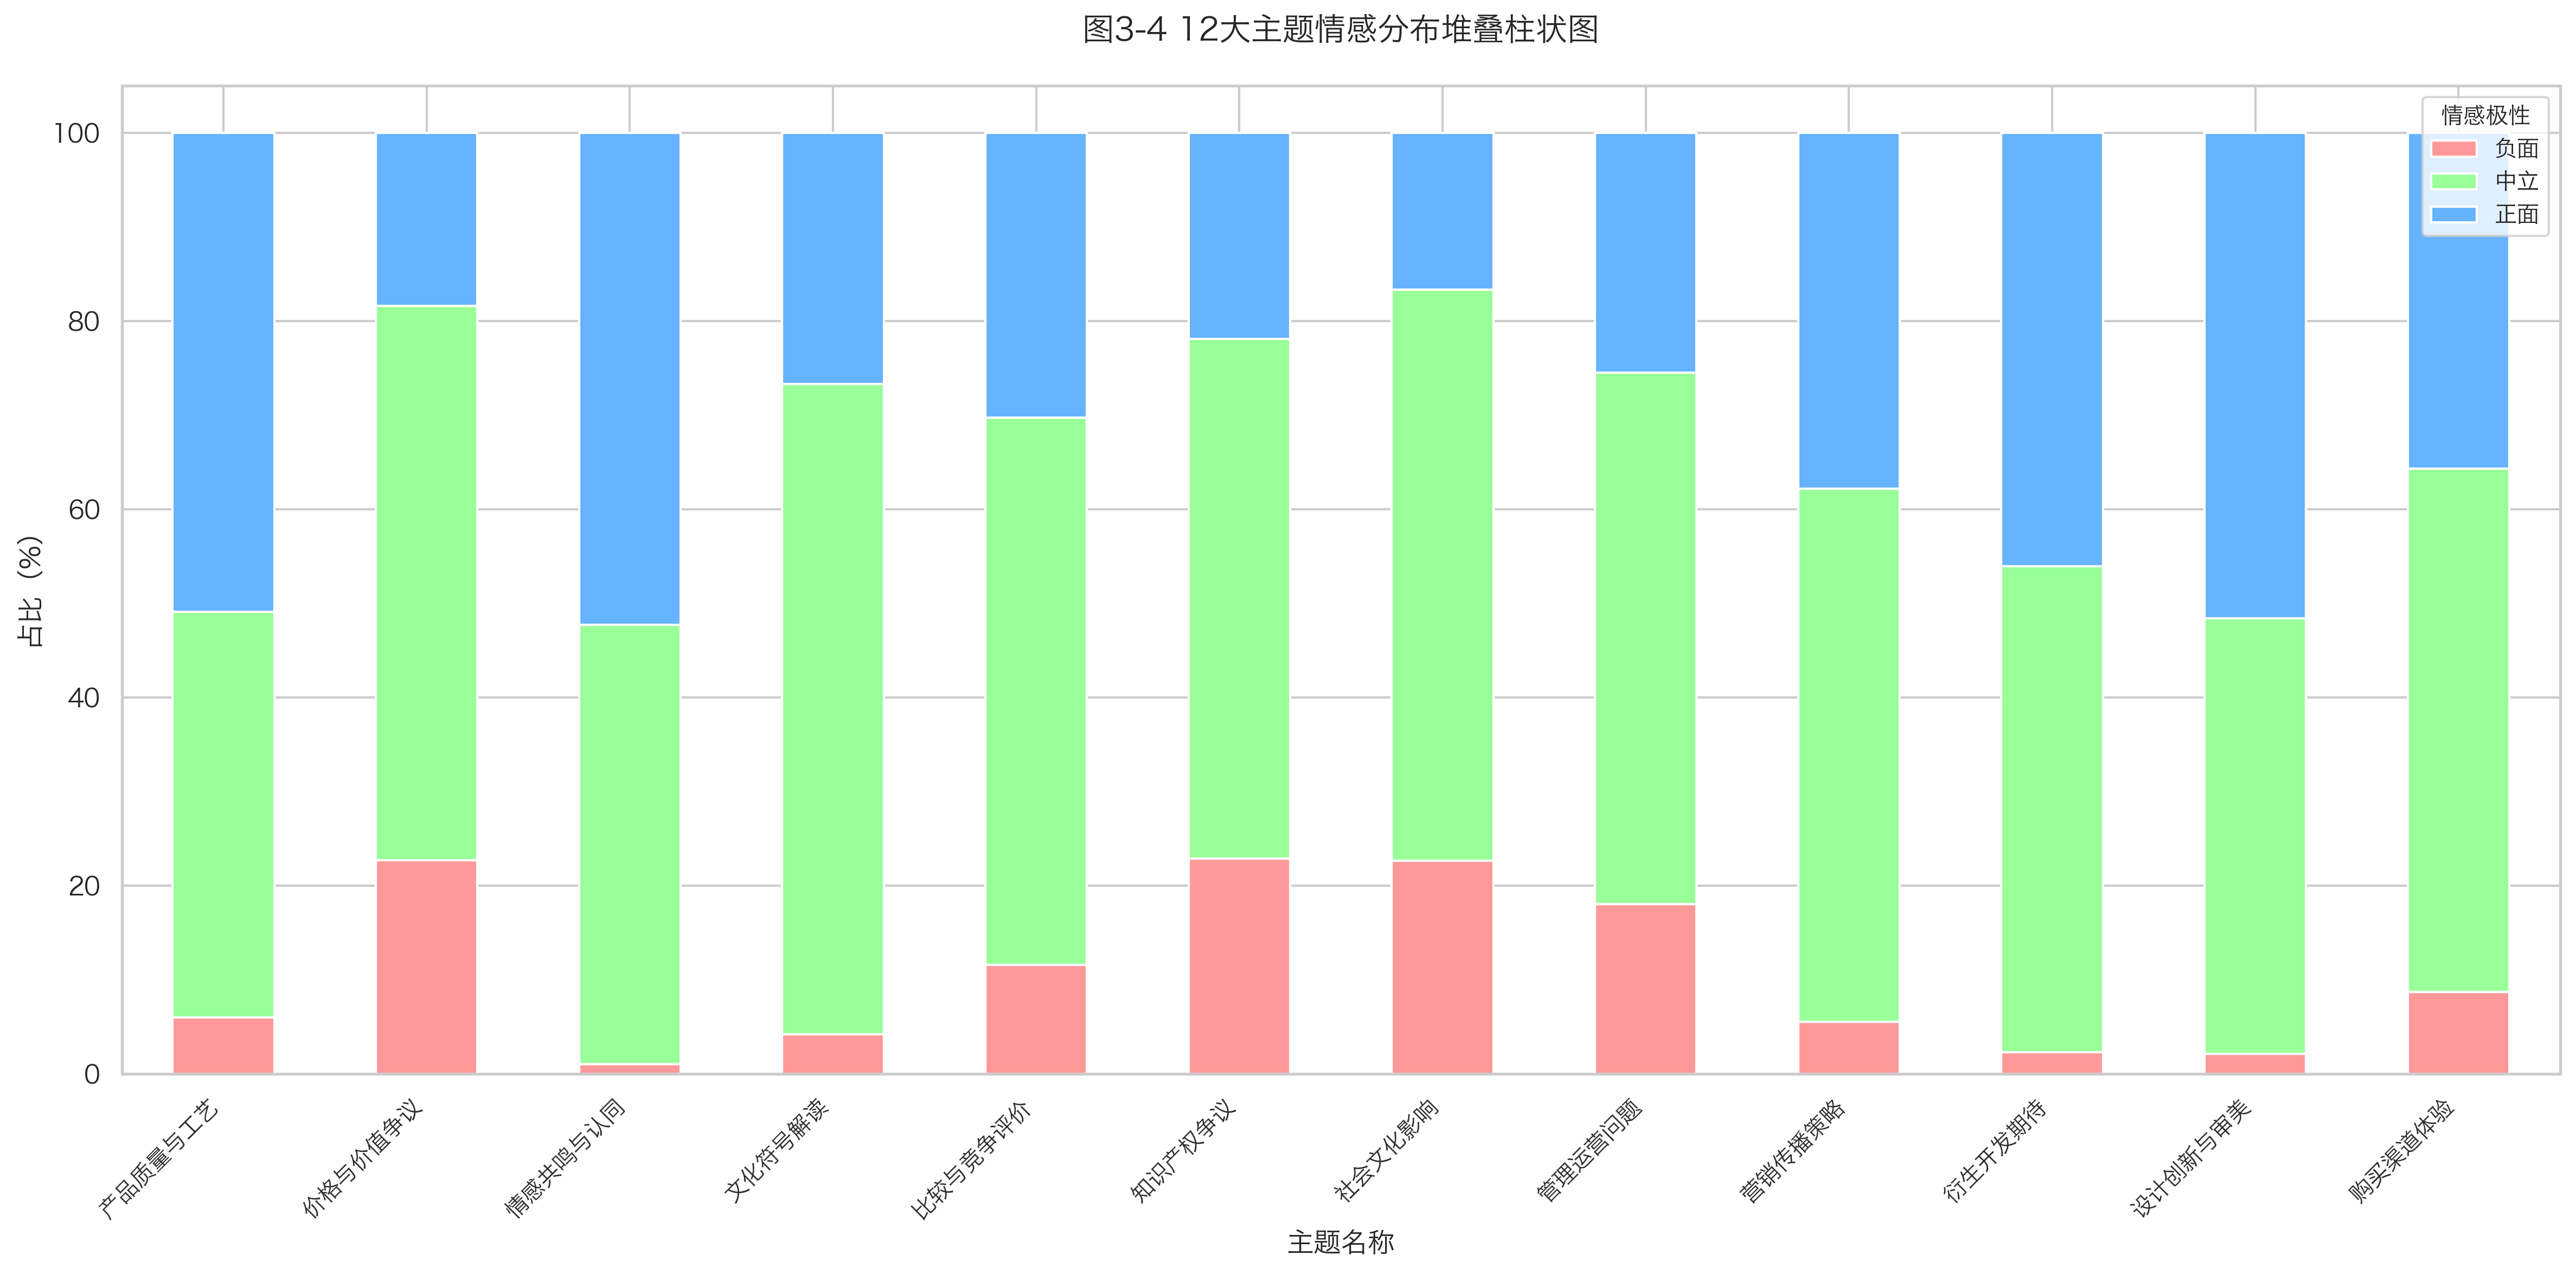 图3-4 12大主题情感分布堆叠柱状图
情感极性
负面
中立
正面
占比（%）
100
80
60
40
20
0
产品质量与工艺
价格与价值争议
情感共鸣与认同
文化符号解读
比较与竞争评价
知识产权争议
社会文化影响
管理运营问题
营销传播策略
衍生开发期待
设计创新与审美
购买渠道体验
主题名称